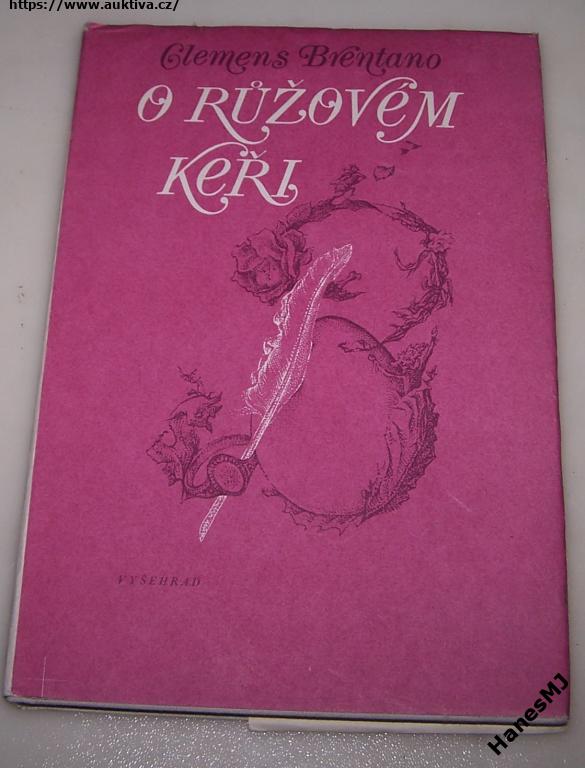 https://www.auktiva.cz/
Clemens Brentano
O RŮŽOVÉM
KEŘI
VYŠEHRAD
HanesMJ